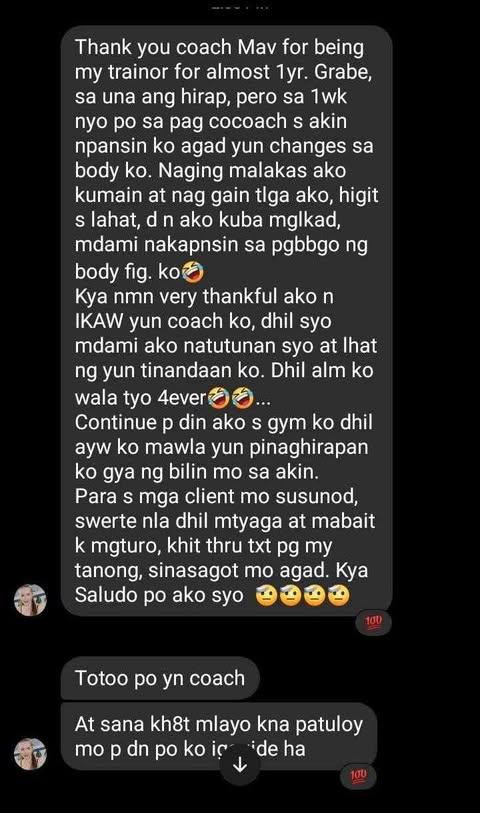 Thank you coach Mav for being
my trainor for almost 1yr. Grabe,
sa una ang hirap, pero sa 1wk
nyo po sa pag cocoach s akin
npansin ko agad yun changes sa
body ko. Naging malakas ako
kumain at nag gain tlga ako, higit
s lahat, d n ako kuba mglkad,
mdami nakapnsin sa pgbbgo ng
body fig. ko🤣
Kya nmn very thankful ako n
IKAW yun coach ko, dhil syo
mdami ako natutunan syo at lhat
ng yun tinandaan ko. Dhil alm ko
wala tyo 4ever🤣🤣...
Continue p din ako s gym ko dhil
ayw ko mawla yun pinaghirapan
ko gya ng bilin mo sa akin.
Para s mga client mo susunod,
swerte nla dhil mtyaga at mabait
k mgturo, khit thru txt pg my
tanong, sinasagot mo agad. Kya
Saludo po ako syo 🫡🫡🫡🫡
💯
Totoo po yn coach
At sana kh8t mlayo kna patuloy
mo p dn po ko ha
💯